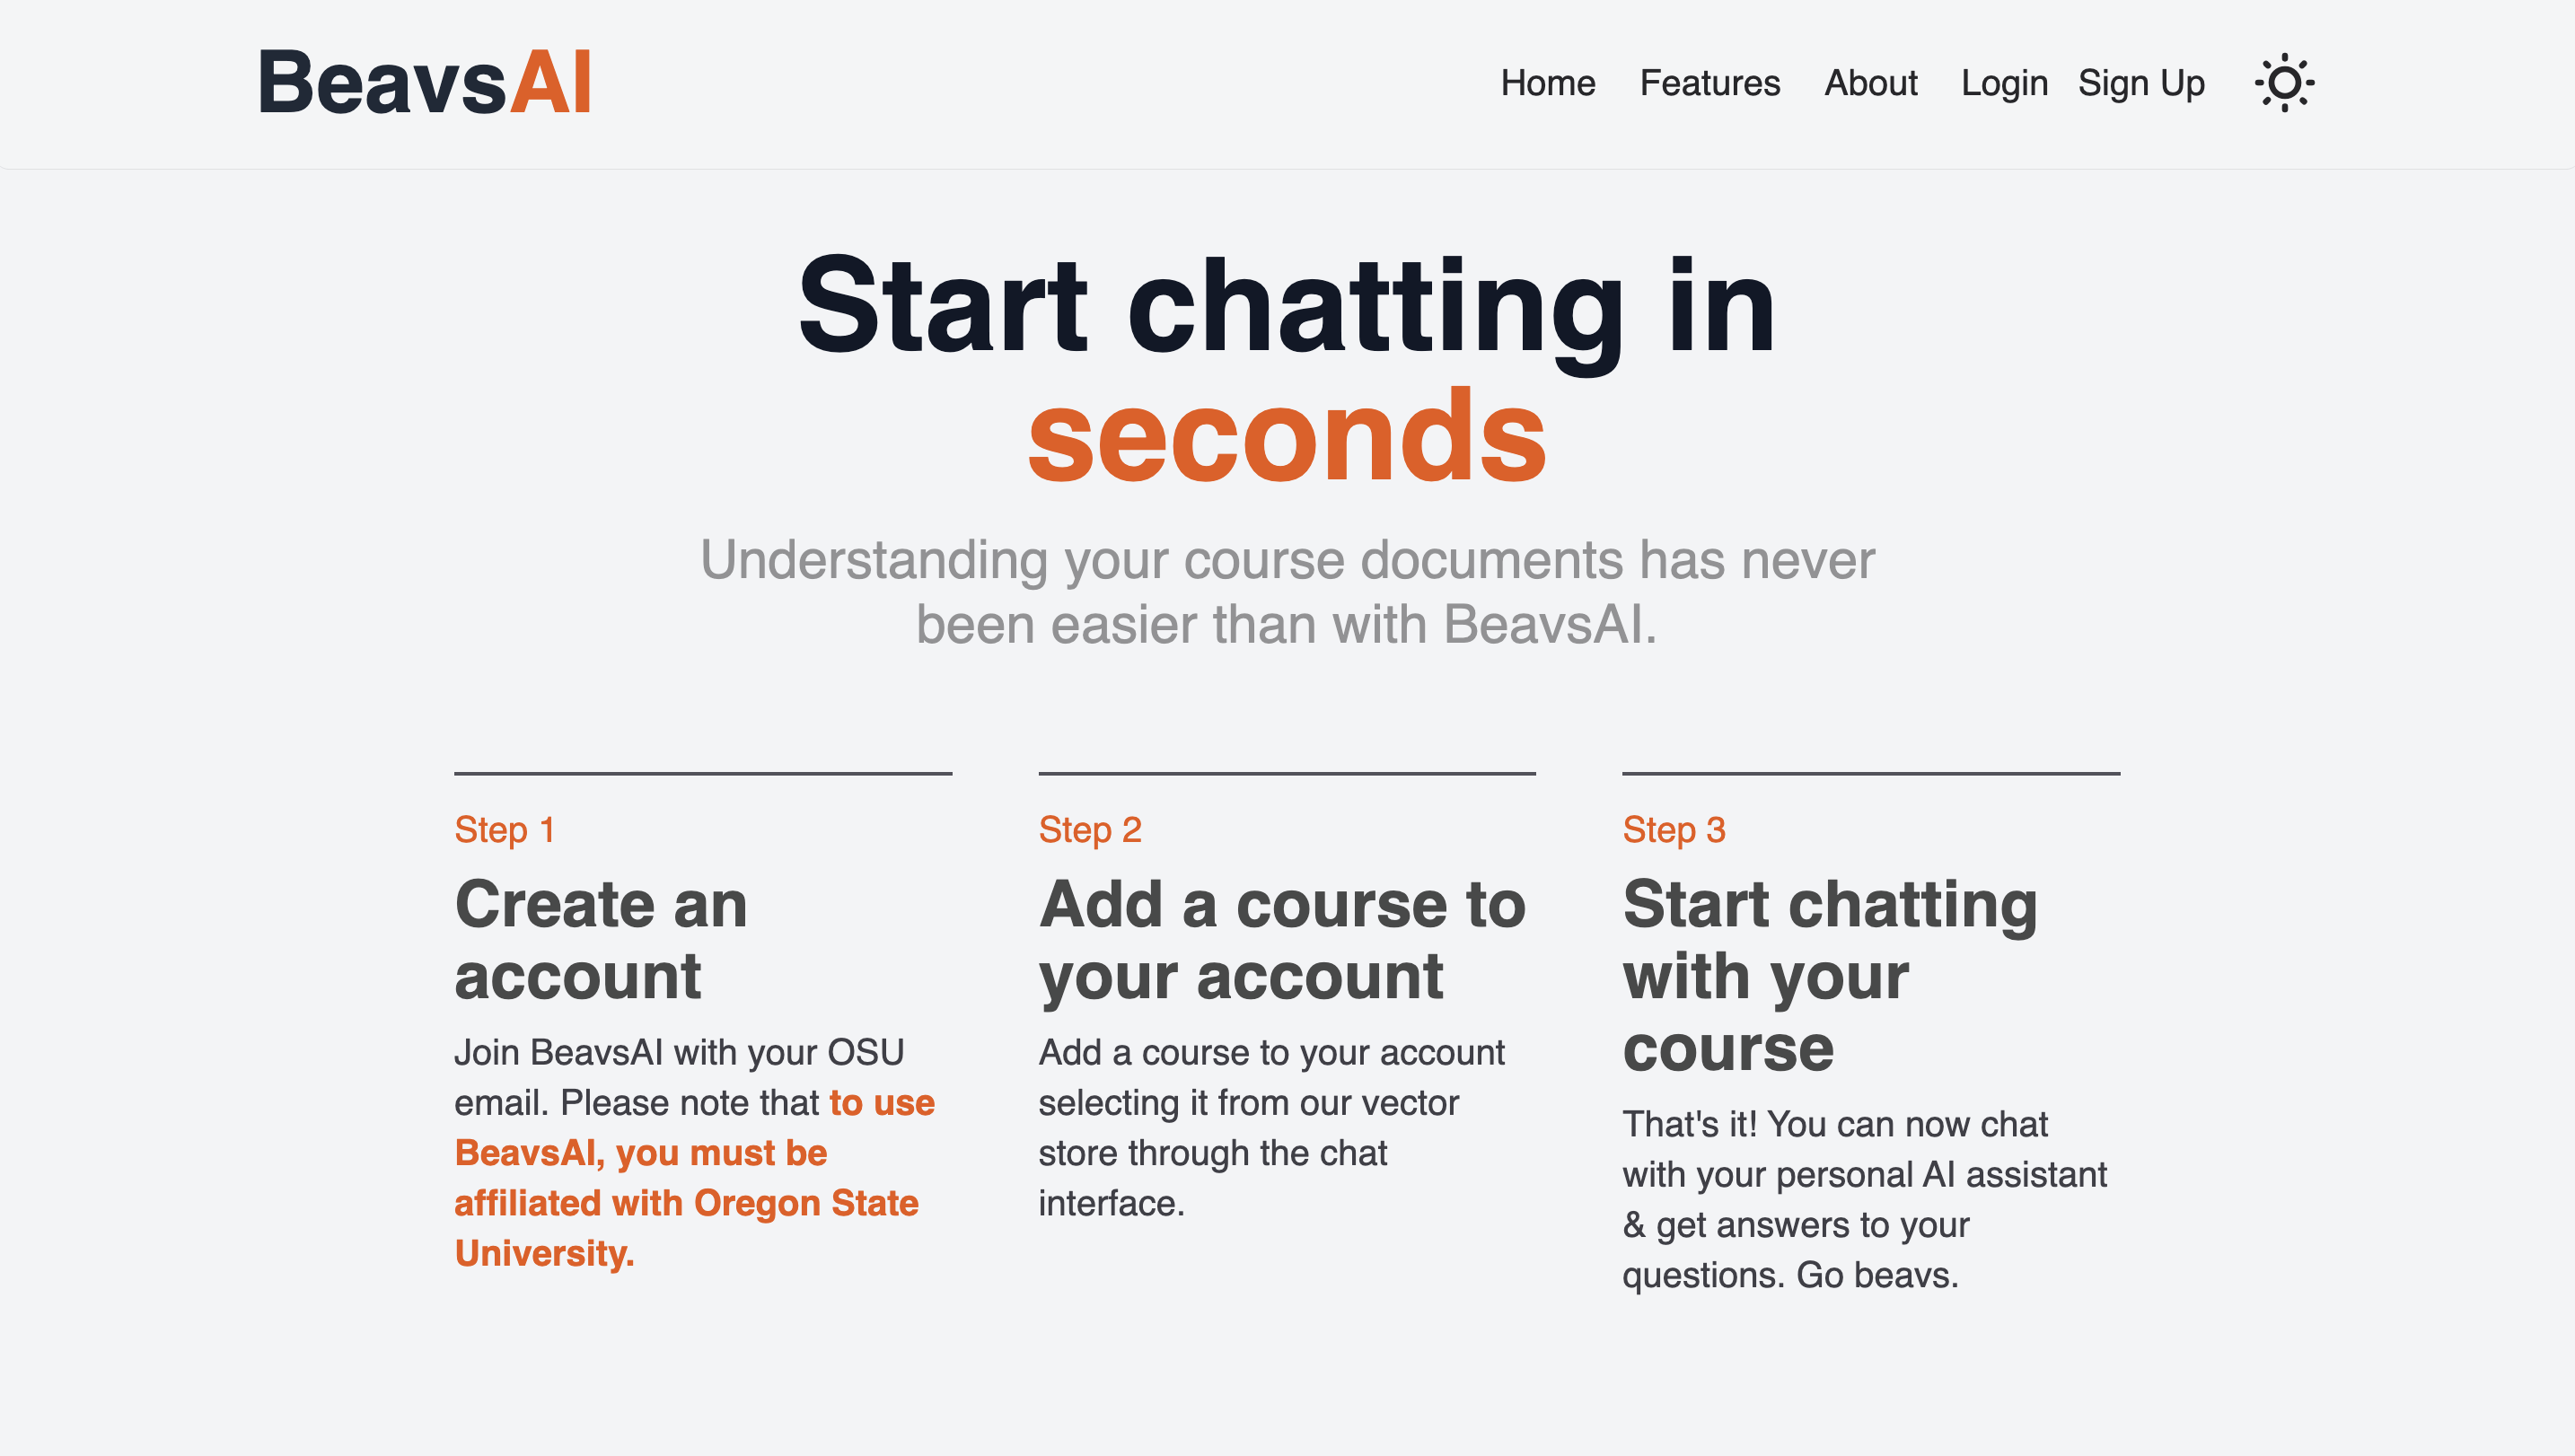 BeavsAI
Home Features About Login Sign Up
Start chatting in
seconds
Understanding your course documents has never
been easier than with BeavsAI.
Step 1
Create an
account
Join BeavsAI with your OSU
email. Please note that to use
BeavsAI, you must be
affiliated with Oregon State
University.
Step 2
Add a course to
your account
Add a course to your account
selecting it from our vector
store through the chat
interface.
Step 3
Start chatting
with your
course
That's it! You can now chat
with your personal AI assistant
& get answers to your
questions. Go beavs.